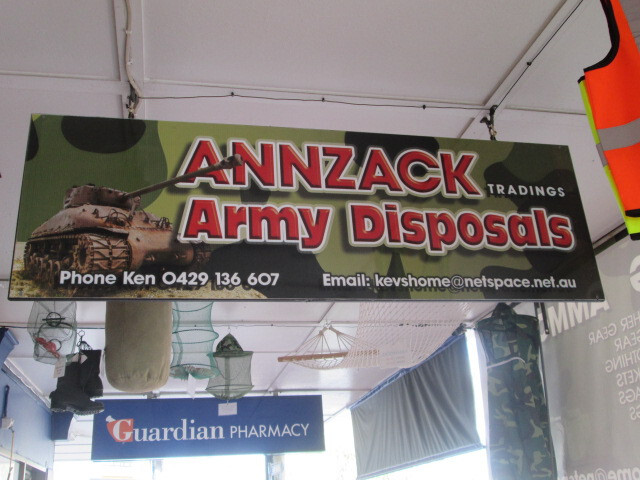 ANNZACK TRADINGS
Army Disposals
Phone Ken 0429 136 607 Email: kevshome@netspace.net.au
Guardian PHARMACY